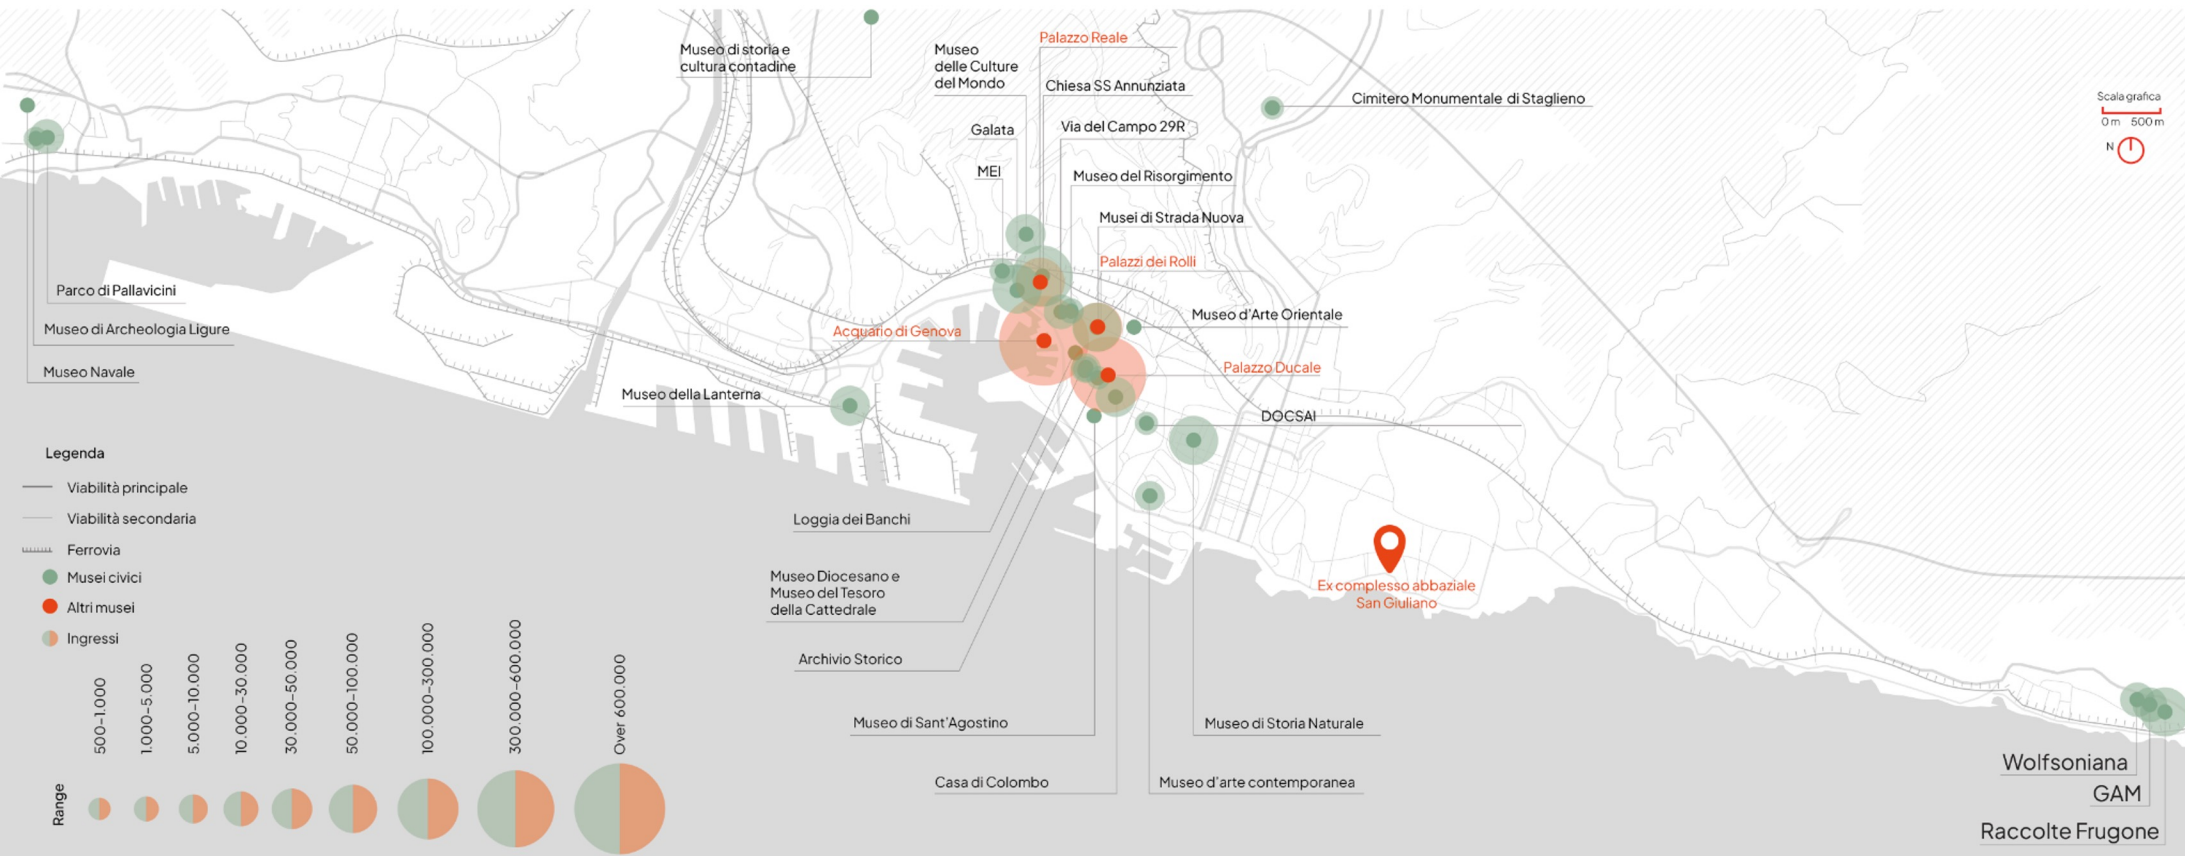 Museo di storia e
cultura contadine
Museo
delle Culture
del Mondo
Palazzo Reale
Chiesa SS Annunziata
Galata
Via del Campo 29R
MEI
Museo del Risorgimento
Musei di Strada Nuova
Palazzi dei Rolli
Cimitero Monumentale di Staglieno
Scala grafica
0 m 500 m
N
Parco di Pallavicini
Museo di Archeologia Ligure
Museo Navale
Acquario di Genova
Museo d'Arte Orientale
Palazzo Ducale
Museo della Lanterna
DOCSAI
Loggia dei Banchi
Museo Diocesano e
Museo del Tesoro
della Cattedrale
Archivio Storico
Museo di Sant'Agostino
Museo di Storia Naturale
Casa di Colombo
Museo d'arte contemporanea
Ex complesso abbaziale
San Giuliano
Wolfsoniana
GAM
Raccolte Frugone
Legenda
Viabilità principale
Viabilità secondaria
Ferrovia
Musei civici
Altri musei
Ingressi
Range
500-1.000
1.000-5.000
5.000-10.000
10.000-30.000
30.000-50.000
50.000-100.000
100.000-300.000
300.000-600.000
Over 600.000